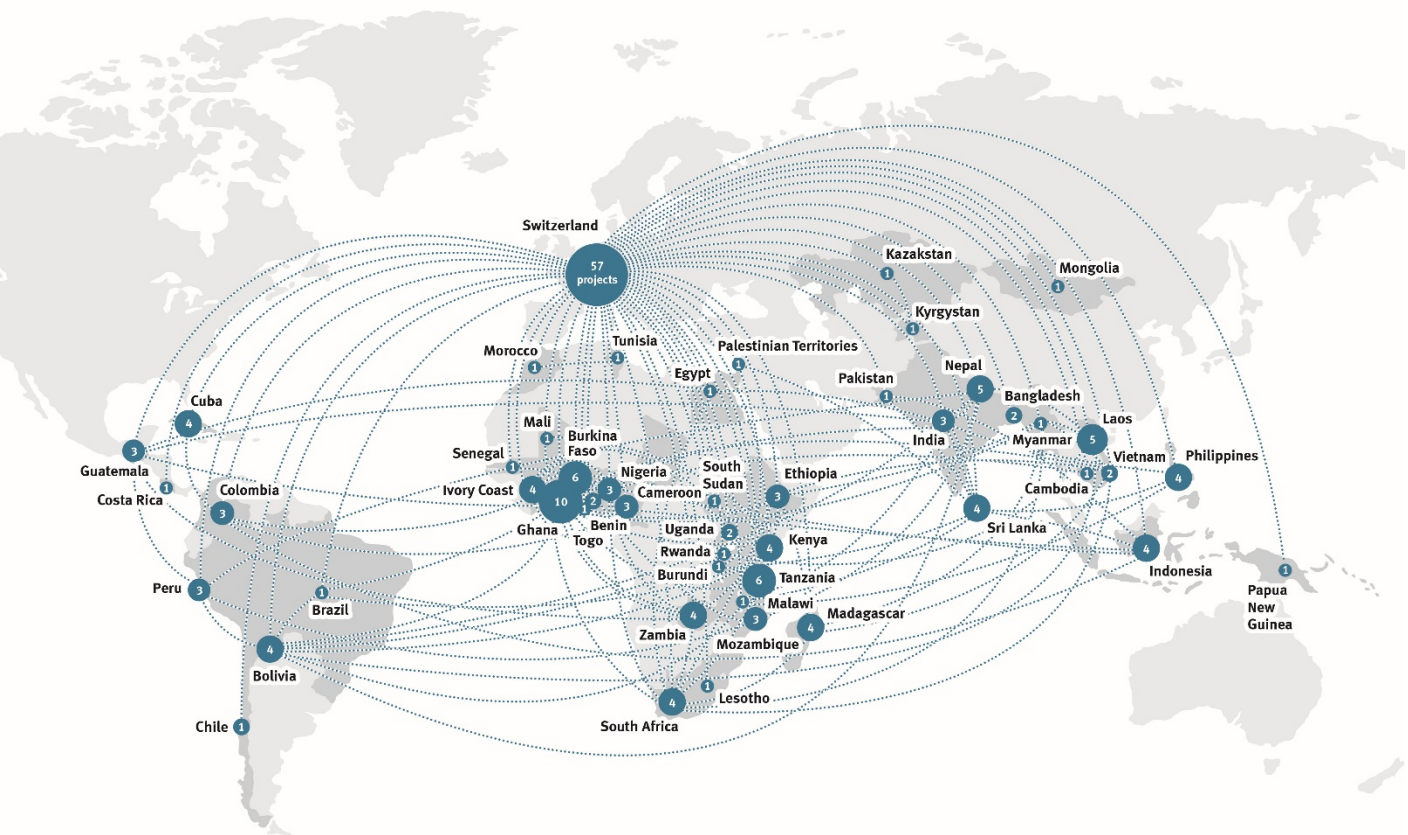 Switzerland
57
projects
Kazakstan
1
Mongolia
1
Kyrgystan
1
Morocco
1
Tunisia
1
Palestinian Territories
1
Egypt
1
Pakistan
1
Nepal
5
Bangladesh
2
India
3
Myanmar
1
Laos
5
Vietnam
2
Cambodia
1
Philippines
4
Cuba
4
Guatemala
3
Costa Rica
1
Colombia
3
Mali
1
Burkina
Faso
6
Senegal
1
Ivory Coast
4
Ghana
10
Togo
1
Benin
2
Nigeria
3
Cameroon
3
South
Sudan
1
Ethiopia
3
Sri Lanka
4
Uganda
2
Kenya
4
Rwanda
1
Burundi
1
Tanzania
6
Indonesia
4
Papua
New
Guinea
1
Peru
3
Brazil
1
Malawi
1
Madagascar
4
Zambia
4
Mozambique
3
Bolivia
4
Lesotho
1
South Africa
4
Chile
1